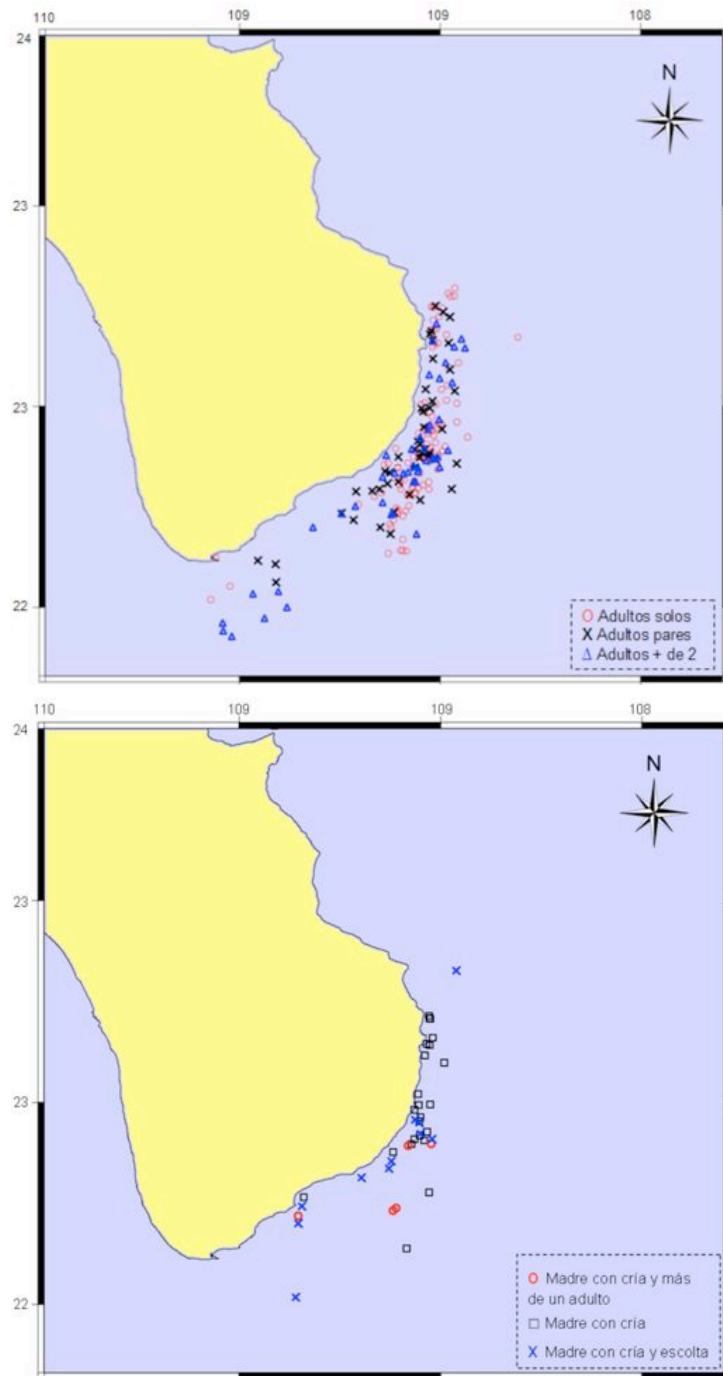 110 109 109 108
24
N
23
23
22
O Adultos solos
X Adultos pares
Δ Adultos + de 2
110 109 109 108
24
N
23
23
22
O Madre con cría y más
de un adulto
□ Madre con cría
X Madre con cría y escolta